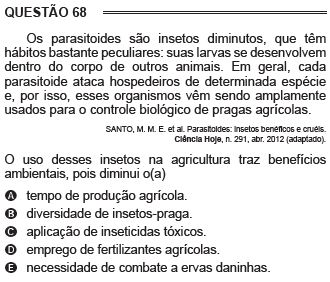 QUESTÃO 68
Os parasitoides são insetos diminutos, que têm
hábitos bastante peculiares: suas larvas se desenvolvem
dentro do corpo de outros animais. Em geral, cada
parasitoide ataca hospedeiros de determinada espécie
e, por isso, esses organismos vêm sendo amplamente
usados para o controle biológico de pragas agrícolas.
SANTO, M. M. E. et al. Parasitoides: insetos benéficos e cruéis.
Ciência Hoje, n. 291, abr. 2012 (adaptado).
O uso desses insetos na agricultura traz benefícios
ambientais, pois diminui o(a)
A tempo de produção agrícola.
B diversidade de insetos-praga.
C aplicação de inseticidas tóxicos.
D emprego de fertilizantes agrícolas.
E necessidade de combate a ervas daninhas.